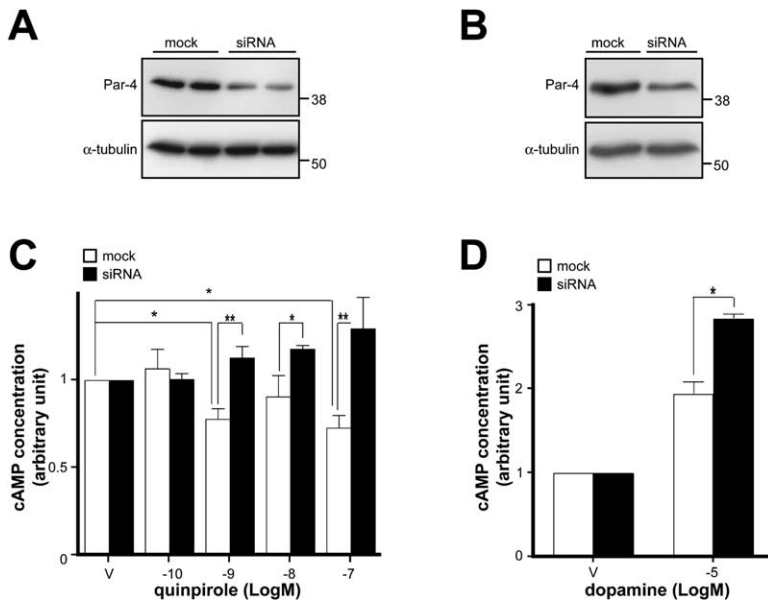 A
mock siRNA
Par-4
38
α-tubulin
50
B
mock siRNA
Par-4
38
α-tubulin
50
C
mock
siRNA
*
*
**
*
**
1
0.5
0
cAMP concentration
(arbitrary unit)
V -10 -9 -8 -7
quinpirole (LogM)
D
mock
siRNA
*
3
2
1
0
cAMP concentration
(arbitrary unit)
V -5
dopamine (LogM)